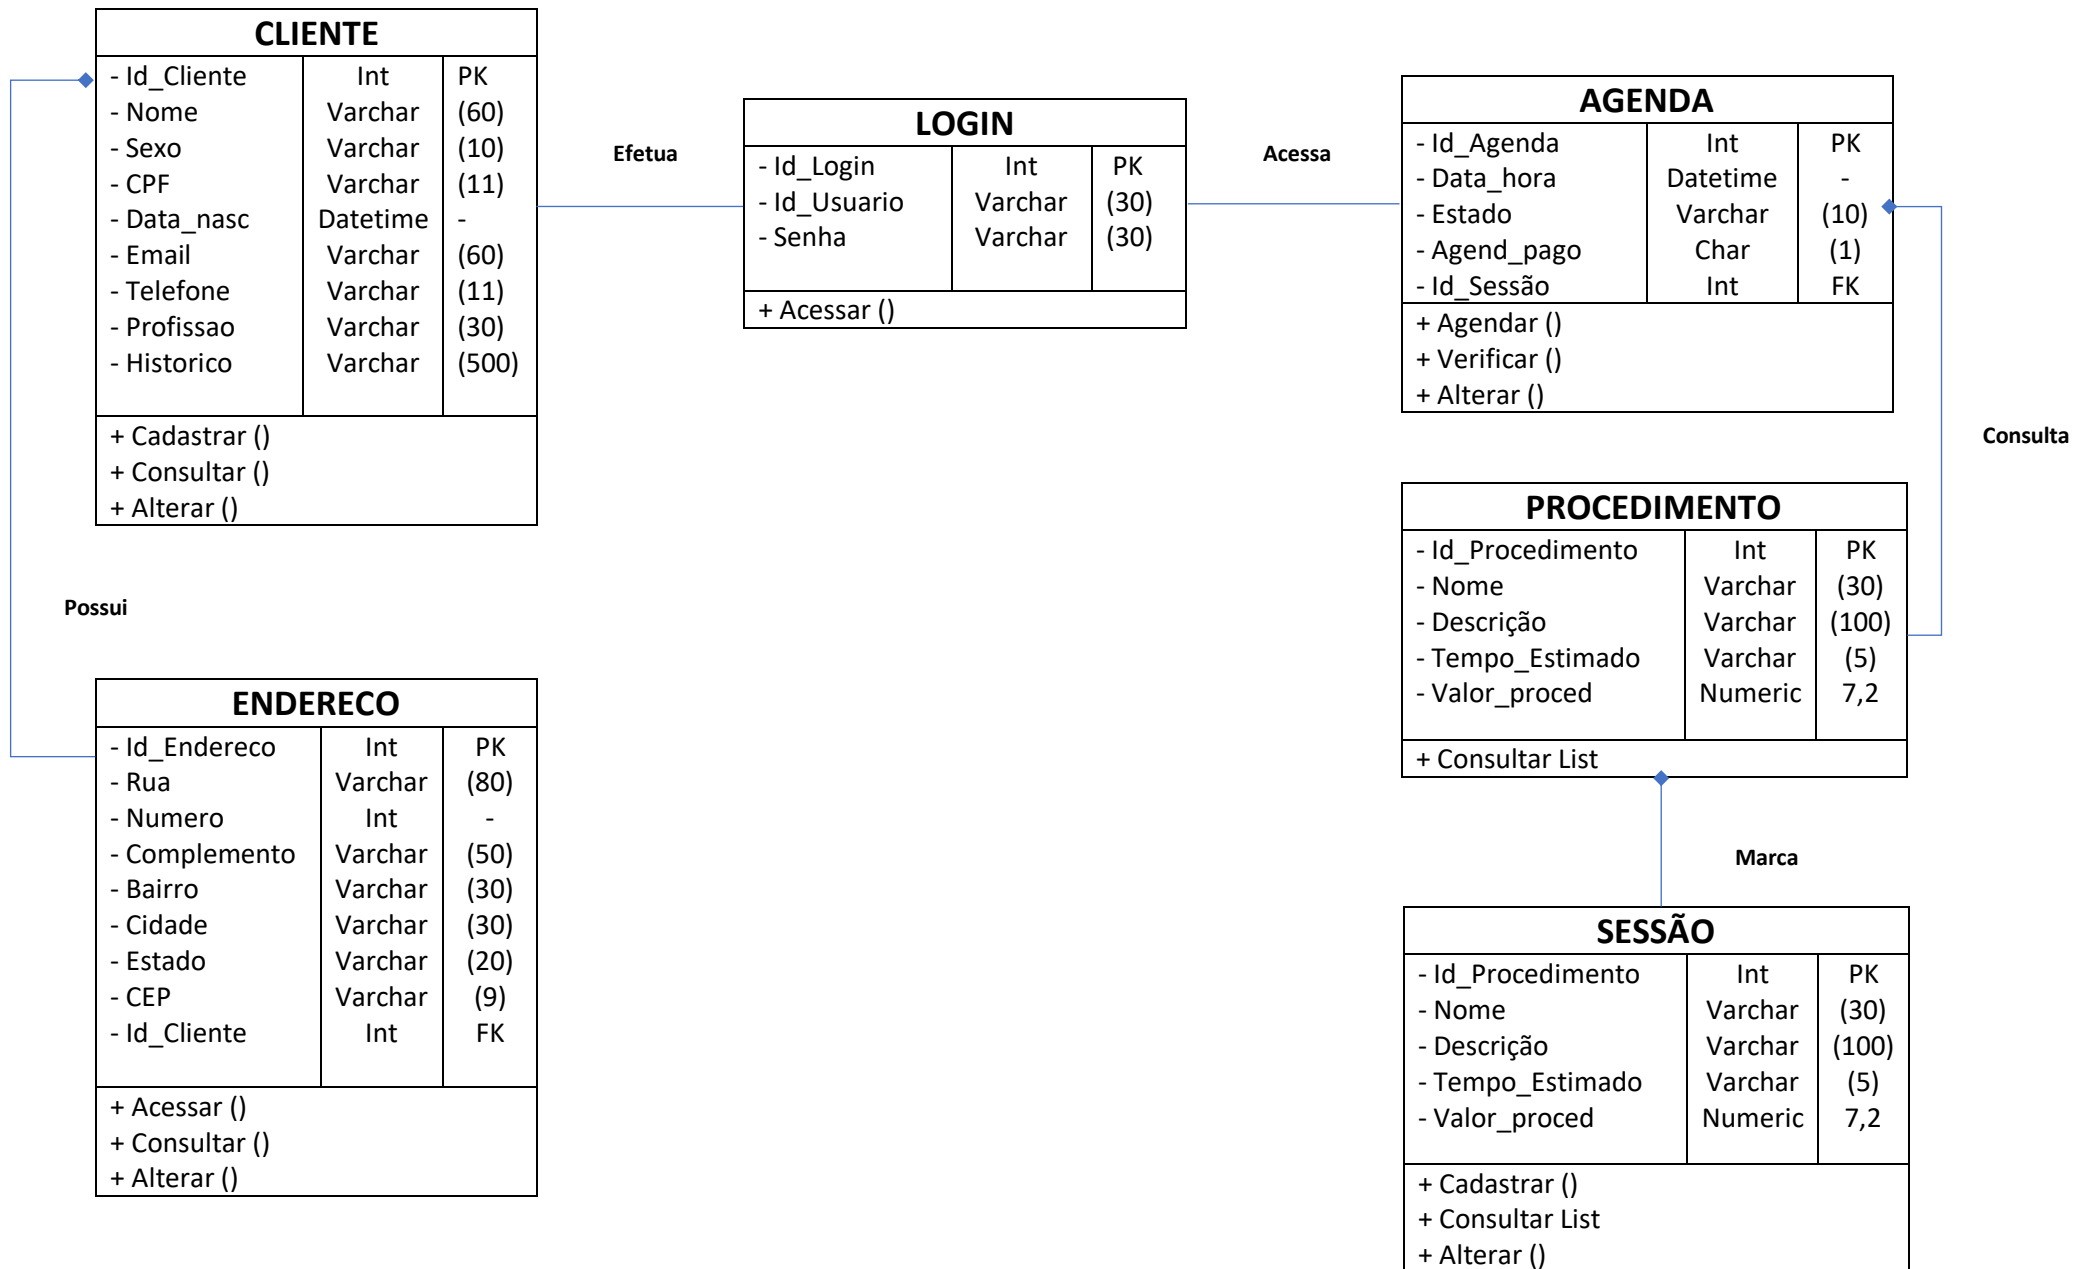 CLIENTE
- Id_Cliente Int PK
- Nome Varchar (60)
- Sexo Varchar (10)
- CPF Varchar (11)
- Data_nasc Datetime -
- Email Varchar (60)
- Telefone Varchar (11)
- Profissao Varchar (30)
- Historico Varchar (500)
+ Cadastrar ()
+ Consultar ()
+ Alterar ()
Efetua
LOGIN
- Id_Login Int PK
- Id_Usuario Varchar (30)
- Senha Varchar (30)
+ Acessar ()
Acessa
AGENDA
- Id_Agenda Int PK
- Data_hora Datetime -
- Estado Varchar (10)
- Agend_pago Char (1)
- Id_Sessão Int FK
+ Agendar ()
+ Verificar ()
+ Alterar ()
Consulta
PROCEDIMENTO
- Id_Procedimento Int PK
- Nome Varchar (30)
- Descrição Varchar (100)
- Tempo_Estimado Varchar (5)
- Valor_proced Numeric 7,2
+ Consultar List
Possui
ENDERECO
- Id_Endereco Int PK
- Rua Varchar (80)
- Numero Int -
- Complemento Varchar (50)
- Bairro Varchar (30)
- Cidade Varchar (30)
- Estado Varchar (20)
- CEP Varchar (9)
- Id_Cliente Int FK
+ Acessar ()
+ Consultar ()
+ Alterar ()
Marca
SESSÃO
- Id_Procedimento Int PK
- Nome Varchar (30)
- Descrição Varchar (100)
- Tempo_Estimado Varchar (5)
- Valor_proced Numeric 7,2
+ Cadastrar ()
+ Consultar List
+ Alterar ()